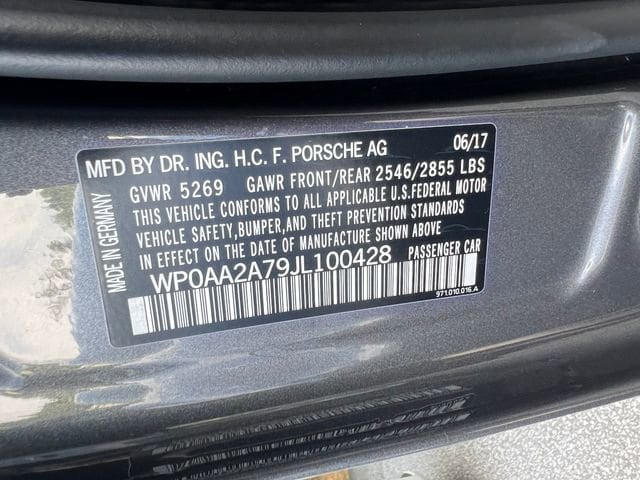 MFD BY DR. ING. H.C. F. PORSCHE AG 06/17
GVWR 5269 GAWR FRONT/REAR 2546/2855 LBS
THIS VEHICLE CONFORMS TO ALL APPLICABLE U.S.FEDERAL MOTOR
VEHICLE SAFETY,BUMPER,AND THEFT PREVENTION STANDARDS
IN EFFECT ON THE DATE OF MANUFACTURE SHOWN ABOVE.
WP0AA2A79JL100428 PASSENGER CAR
971.010.016.A
MADE IN GERMANY